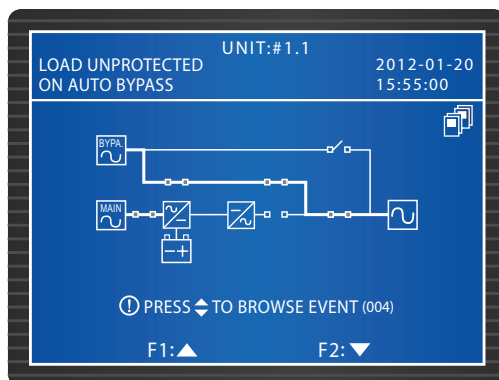 UNIT:#1.1
LOAD UNPROTECTED
2012-01-20
ON AUTO BYPASS
15:55:00
BYPA.
MAIN
PRESS TO BROWSE EVENT (004)
F1: F2: